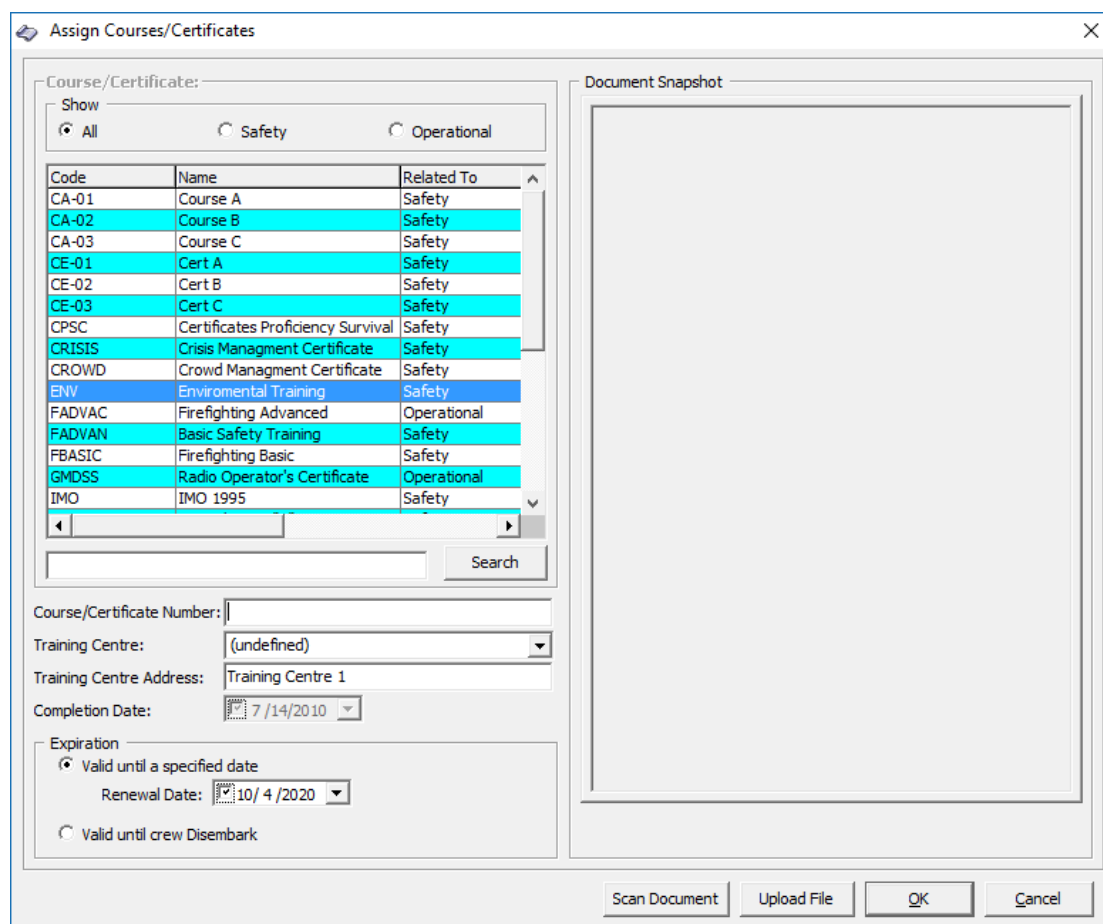 Assign Courses/Certificates
Course/Certificate:
Show
All Safety Operational
Code Name Related To
CA-01 Course A Safety
CA-02 Course B Safety
CA-03 Course C Safety
CE-01 Cert A Safety
CE-02 Cert B Safety
CE-03 Cert C Safety
CPSC Certificates Proficiency Survival Safety
CRISIS Crisis Managment Certificate Safety
CROWD Crowd Managment Certificate Safety
ENV Enviromental Training Safety
FADVAC Firefighting Advanced Operational
FADVAN Basic Safety Training Safety
FBASIC Firefighting Basic Safety
GMDSS Radio Operator's Certificate Operational
IMO IMO 1995 Safety
Search
Course/Certificate Number:
Training Centre: (undefined)
Training Centre Address: Training Centre 1
Completion Date: 7 /14/2010
Expiration
Valid until a specified date
Renewal Date: 10/ 4 /2020
Valid until crew Disembark
Document Snapshot
Scan Document Upload File OK Cancel